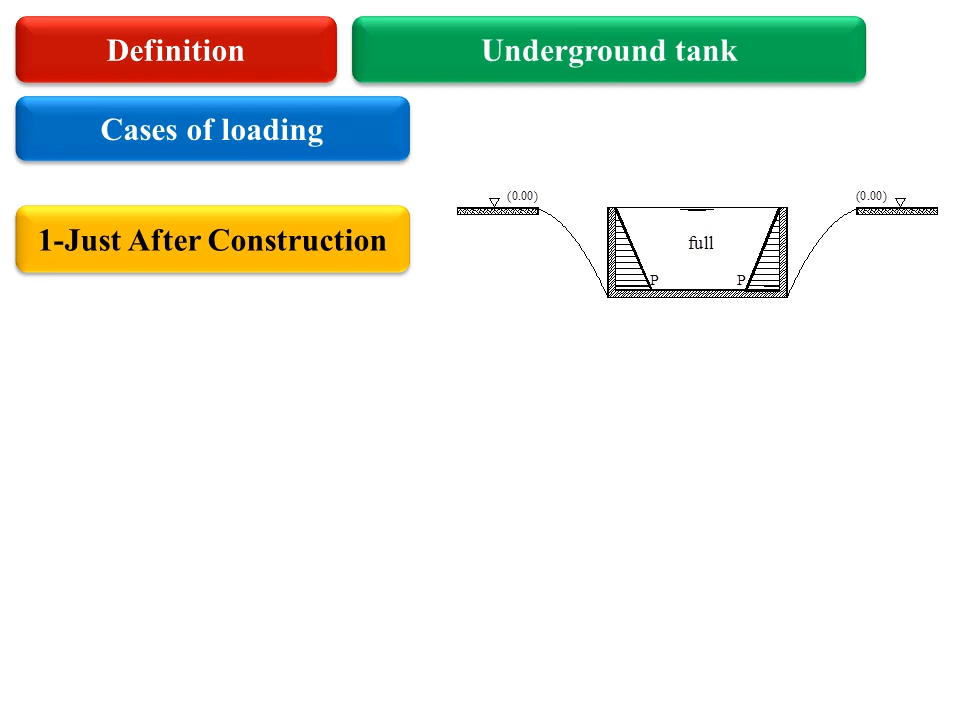 Definition
Underground tank
Cases of loading
(0.00)
(0.00)
1-Just After Construction
full
P
P